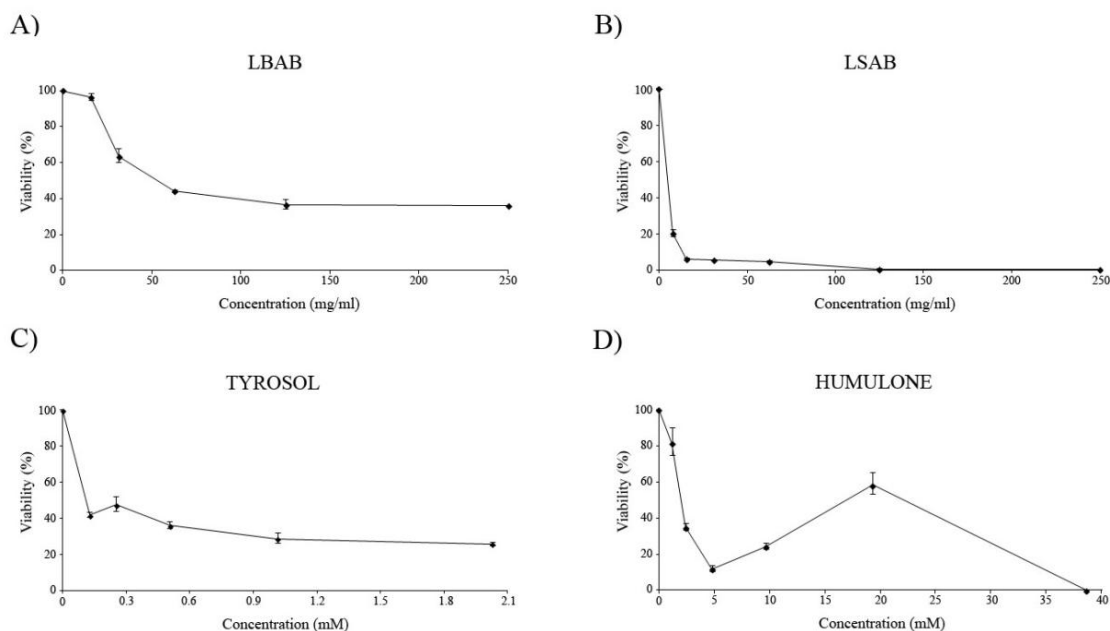 A)
LBAB
Viability (%)
100
80
60
40
20
0
0 50 100 150 200 250
Concentration (mg/ml)
B)
LSAB
Viability (%)
100
80
60
40
20
0
0 50 100 150 200 250
Concentration (mg/ml)
C)
TYROSOL
Viability (%)
100
80
60
40
20
0
0 0.3 0.6 0.9 1.2 1.5 1.8 2.1
Concentration (mM)
D)
HUMULONE
Viability (%)
100
80
60
40
20
0
0 5 10 15 20 25 30 35 40
Concentration (mM)